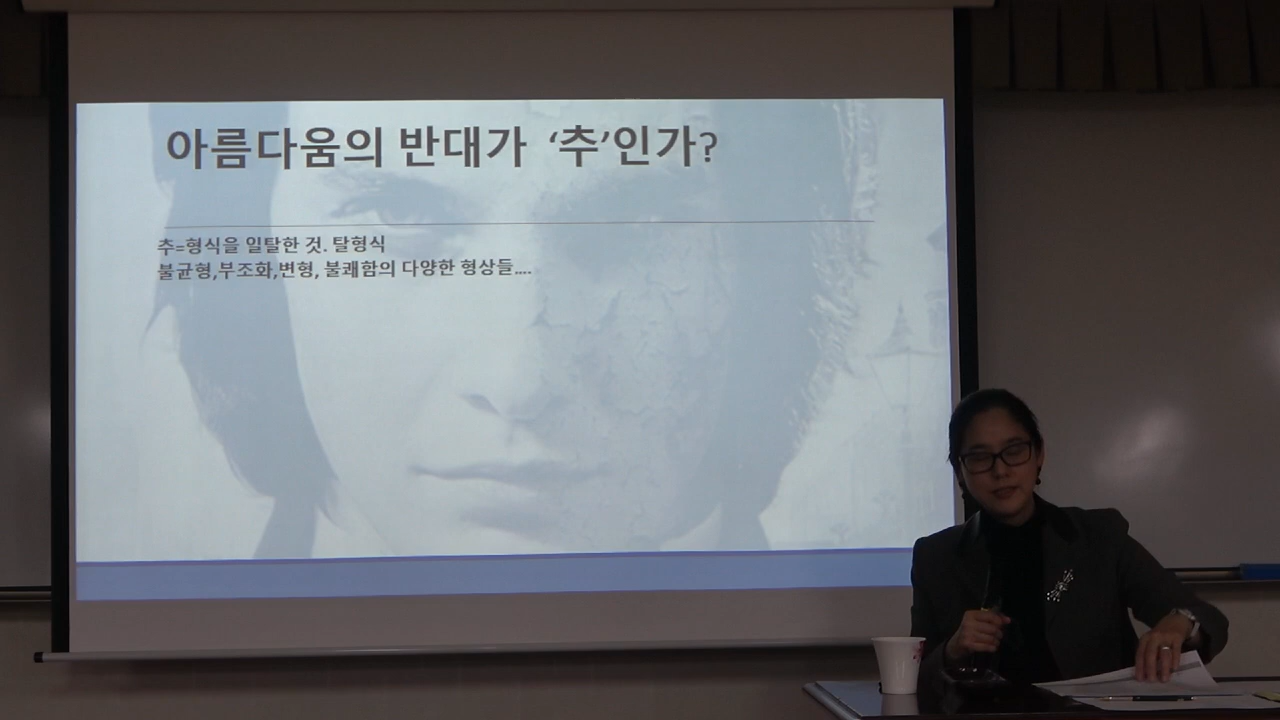 아름다움의 반대가 ‘추’인가?
추=형식을 일탈한 것. 탈형식
불균형,부조화,변형, 불쾌함의 다양한 형상들....